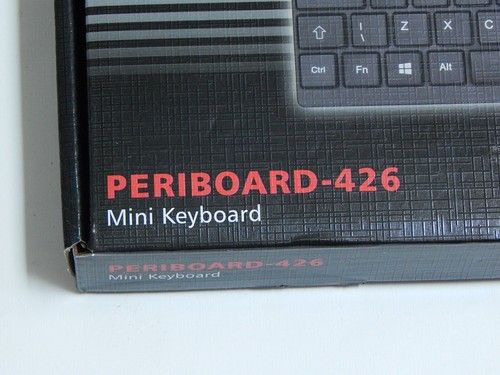 ⇧ | \ Z X C
Ctrl Fn Alt
PERIBOARD-426
Mini Keyboard
PERIBOARD-426
Mini Keyboard